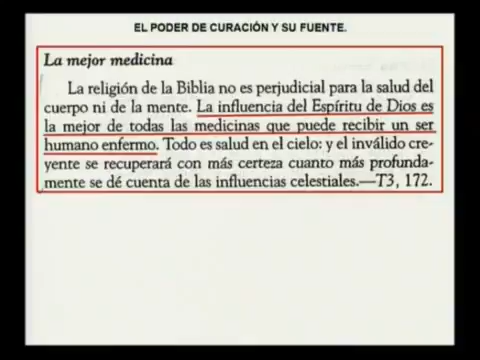 EL PODER DE CURACIÓN Y SU FUENTE.
La mejor medicina
La religión de la Biblia no es perjudicial para la salud del
cuerpo ni de la mente. La influencia del Espíritu de Dios es
la mejor de todas las medicinas que puede recibir un ser
humano enfermo. Todo es salud en el cielo: y el inválido cre-
yente se recuperará con más certeza cuanto más profunda-
mente se dé cuenta de las influencias celestiales.—T3, 172.